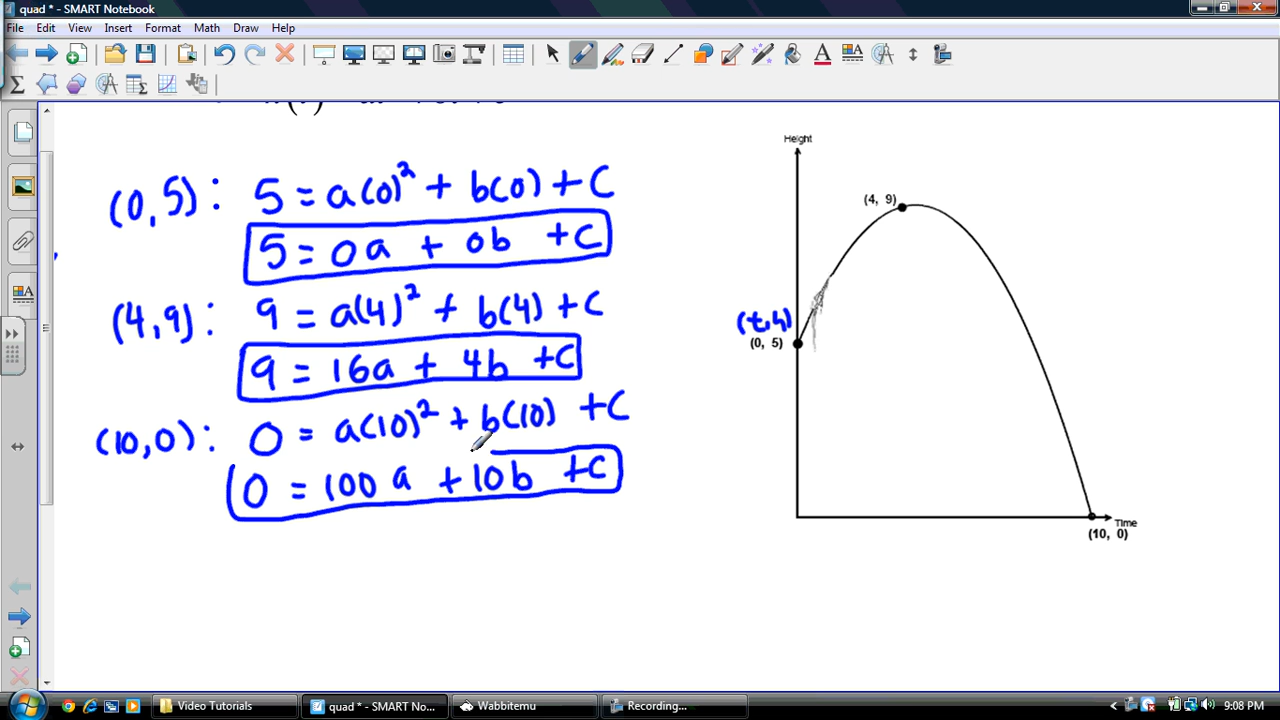 quad * - SMART Notebook
File Edit View Insert Format Math Draw Help
(0,5): 5 = a(0)² + b(0) + C
5 = 0a + 0b + C
(4,9): 9 = a(4)² + b(4) + C
9 = 16a + 4b + C
(10,0): 0 = a(10)² + b(10) + C
0 = 100a + 10b + C
Height
(4, 9)
(t,h)
(0, 5)
Time
(10, 0)
Video Tutorials
quad * - SMART No...
Wabbitemu
Recording...
9:08 PM